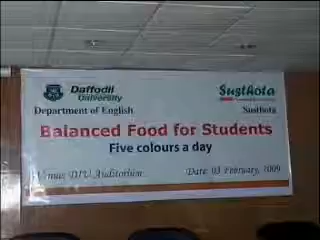 Daffodil University
Susthota
Department of English
Susthota
Balanced Food for Students
Five colours a day
Venue: DIU Auditorium
Date: 03 February, 2009